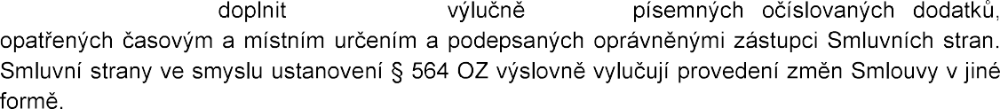 doplnit výlučně písemných očíslovaných dodatků,
opatřených časovým a místním určením a podepsaných oprávněnými zástupci Smluvních stran.
Smluvní strany ve smyslu ustanovení § 564 OZ výslovně vylučují provedení změn Smlouvy v jiné
formě.